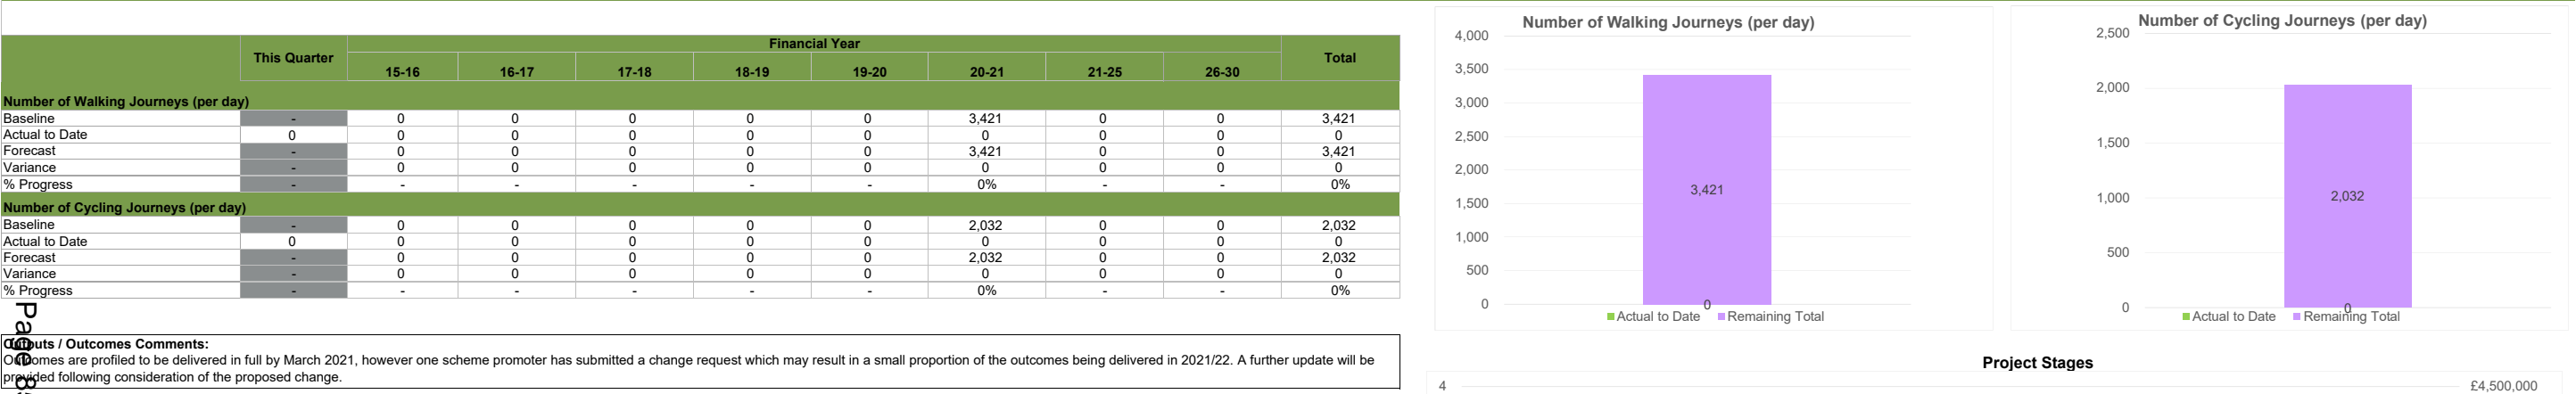 This Quarter Financial Year Total
15-16 16-17 17-18 18-19 19-20 20-21 21-25 26-30
Number of Walking Journeys (per day)
Baseline - 0 0 0 0 0 3,421 0 0 3,421
Actual to Date 0 0 0 0 0 0 0 0 0 0
Forecast - 0 0 0 0 0 3,421 0 0 3,421
Variance - 0 0 0 0 0 0 0 0 0
% Progress - - - - - - 0% - - 0%
Number of Cycling Journeys (per day)
Baseline - 0 0 0 0 0 2,032 0 0 2,032
Actual to Date 0 0 0 0 0 0 0 0 0 0
Forecast - 0 0 0 0 0 2,032 0 0 2,032
Variance - 0 0 0 0 0 0 0 0 0
% Progress - - - - - - 0% - - 0%
Outputs / Outcomes Comments:
Outcomes are profiled to be delivered in full by March 2021, however one scheme promoter has submitted a change request which may result in a small proportion of the outcomes being delivered in 2021/22. A further update will be
provided following consideration of the proposed change.
Page
Number of Walking Journeys (per day)
4,000
3,500
3,000
2,500
2,000
1,500
1,000
500
0
3,421
0
Actual to Date Remaining Total
Number of Cycling Journeys (per day)
2,500
2,000
1,500
1,000
500
0
2,032
0
Actual to Date Remaining Total
Project Stages
4 £4,500,000